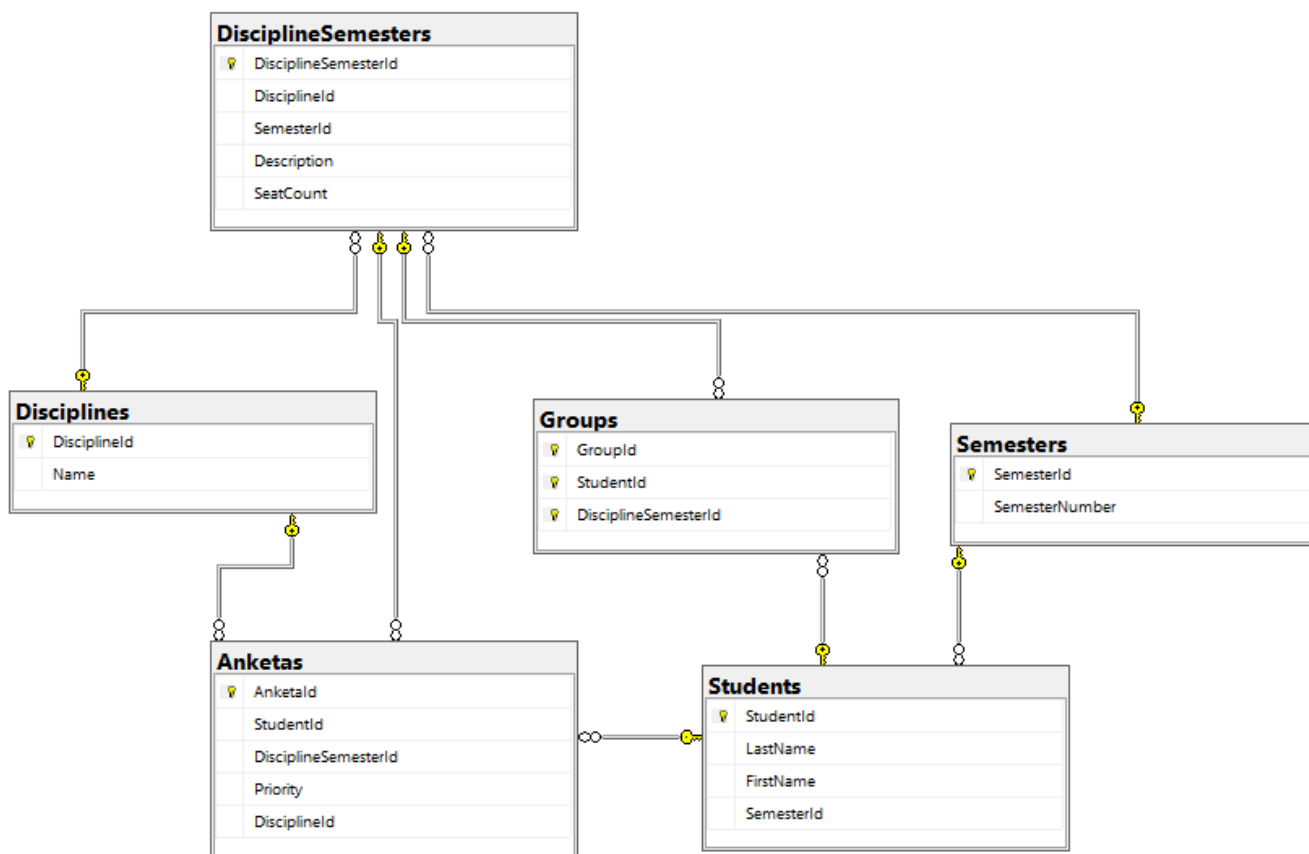 DisciplineSemesters
DisciplineSemesterId
DisciplineId
SemesterId
Description
SeatCount
Disciplines
DisciplineId
Name
Groups
GroupId
StudentId
DisciplineSemesterId
Semesters
SemesterId
SemesterNumber
Anketas
AnketaId
StudentId
DisciplineSemesterId
Priority
DisciplineId
Students
StudentId
LastName
FirstName
SemesterId